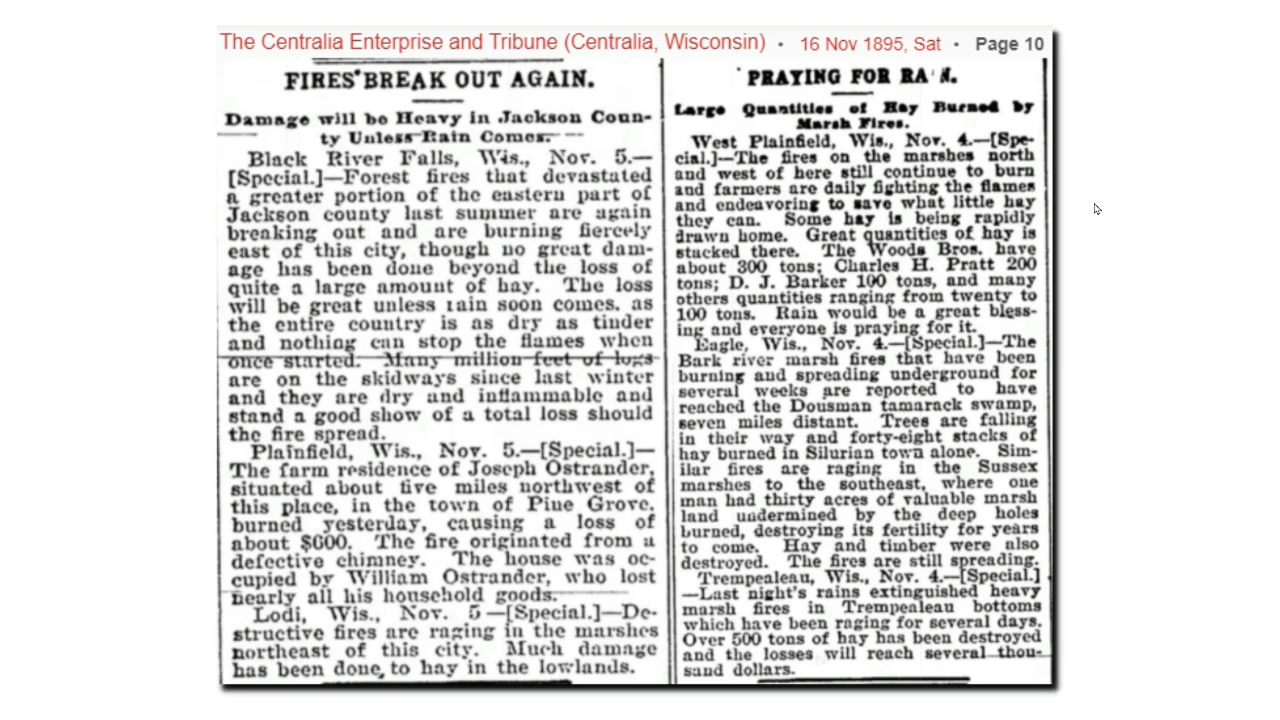 The Centralia Enterprise and Tribune (Centralia, Wisconsin) • 16 Nov 1895, Sat • Page 10
FIRES BREAK OUT AGAIN.
Damage will be Heavy in Jackson Coun-
ty Unless Rain Comes.
Black River Falls, Wis., Nov. 5.—
[Special.]—Forest fires that devastated
a greater portion of the eastern part of
Jackson county last summer are again
breaking out and are burning fiercely
east of this city, though no great dam-
age has been done beyond the loss of
quite a large amount of hay. The loss
will be great unless rain soon comes, as
the entire country is as dry as tinder
and nothing can stop the flames when
once started. Many million feet of logs
are on the skidways since last winter
and they are dry and inflammable and
stand a good show of a total loss should
the fire spread.
Plainfield, Wis., Nov. 5.—[Special.]—
The farm residence of Joseph Ostrander,
situated about five miles northwest of
this place, in the town of Pine Grove,
burned yesterday, causing a loss of
about $600. The fire originated from a
defective chimney. The house was oc-
cupied by William Ostrander, who lost
nearly all his household goods.
Lodi, Wis., Nov. 5—[Special.]—De-
structive fires are raging in the marshes
northeast of this city. Much damage
has been done to hay in the lowlands.
PRAYING FOR RAIN.
Large Quantities of Hay Burned by
Marsh Fires.
West Plainfield, Wis., Nov. 4.—[Spe-
cial.]—The fires on the marshes north
and west of here still continue to burn
and farmers are daily fighting the flames
and endeavoring to save what little hay
they can. Some hay is being rapidly
drawn home. Great quantities of hay is
stacked there. The Woods Bros. have
about 300 tons; Charles H. Pratt 200
tons; D. J. Barker 100 tons, and many
others quantities ranging from twenty to
100 tons. Rain would be a great bless-
ing and everyone is praying for it.
Eagle, Wis., Nov. 4.—[Special.]—The
Bark river marsh fires that have been
burning and spreading underground for
several weeks are reported to have
reached the Dousman tamarack swamp,
seven miles distant. Trees are falling
in their way and forty-eight stacks of
hay burned in Silurian town alone. Sim-
ilar fires are raging in the Sussex
marshes to the southeast, where one
man had thirty acres of valuable marsh
land undermined by the deep holes
burned, destroying its fertility for years
to come. Hay and timber were also
destroyed. The fires are still spreading.
Trempealeau, Wis., Nov. 4.—[Special.]
—Last night's rains extinguished heavy
marsh fires in Trempealeau bottoms
which have been raging for several days.
Over 500 tons of hay has been destroyed
and the losses will reach several thou-
sand dollars.